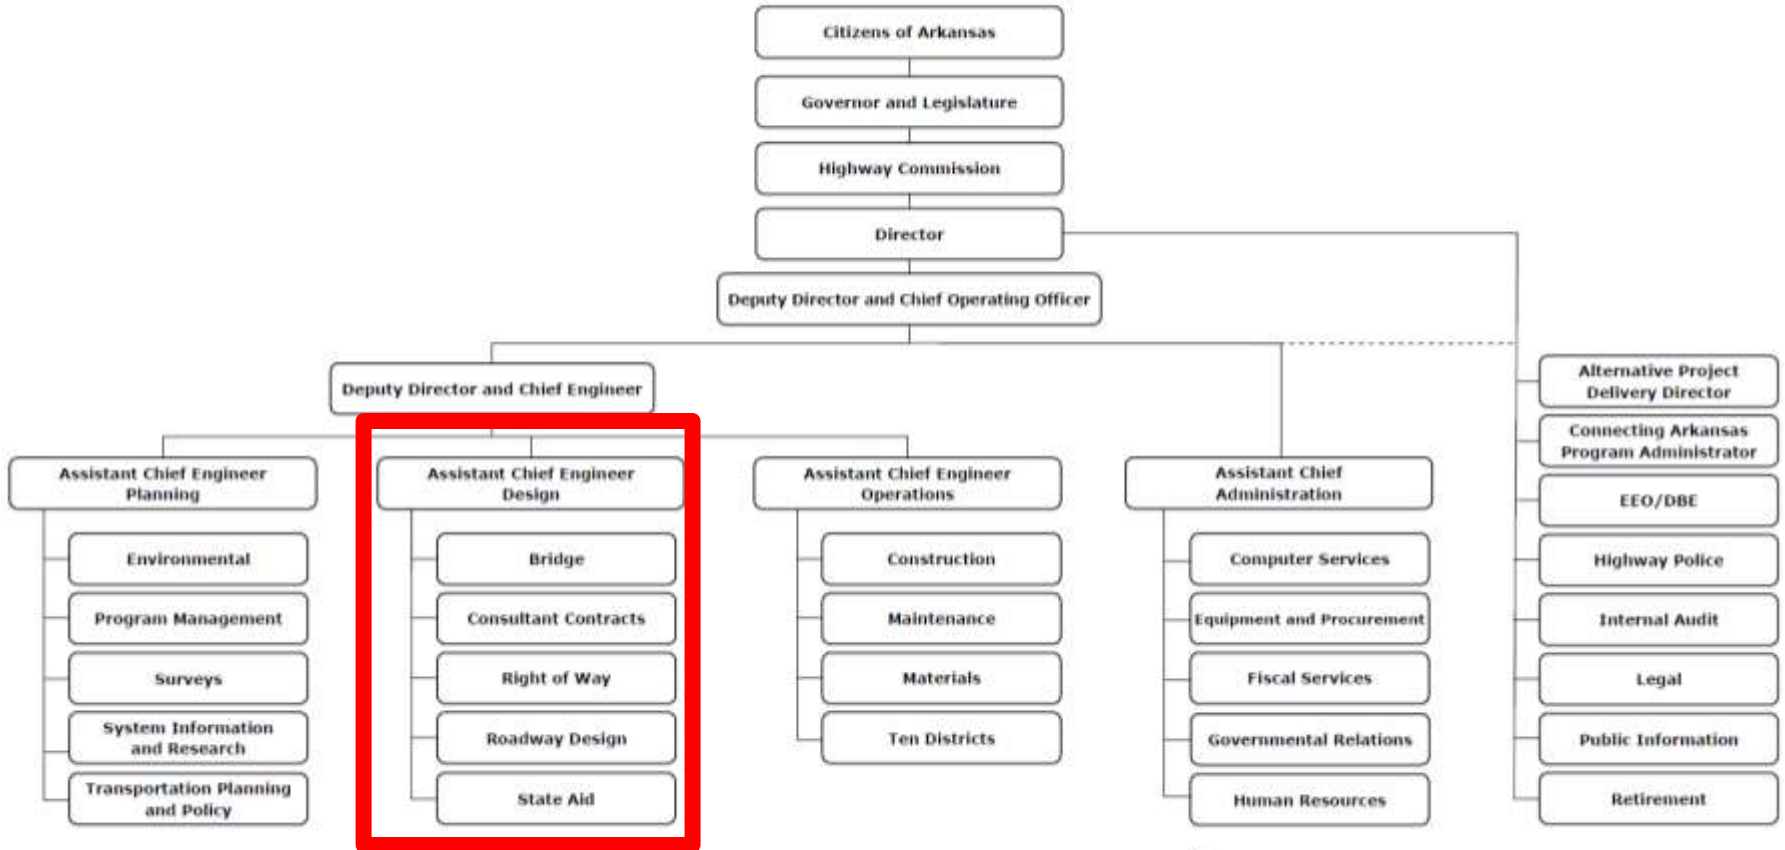 Citizens of Arkansas
Governor and Legislature
Highway Commission
Director
Deputy Director and Chief Operating Officer
Deputy Director and Chief Engineer
Assistant Chief Engineer
Planning
Environmental
Program Management
Surveys
System Information
and Research
Transportation Planning
and Policy
Assistant Chief Engineer
Design
Bridge
Consultant Contracts
Right of Way
Roadway Design
State Aid
Assistant Chief Engineer
Operations
Construction
Maintenance
Materials
Ten Districts
Assistant Chief
Administration
Computer Services
Equipment and Procurement
Fiscal Services
Governmental Relations
Human Resources
Alternative Project
Delivery Director
Connecting Arkansas
Program Administrator
EEO/DBE
Highway Police
Internal Audit
Legal
Public Information
Retirement